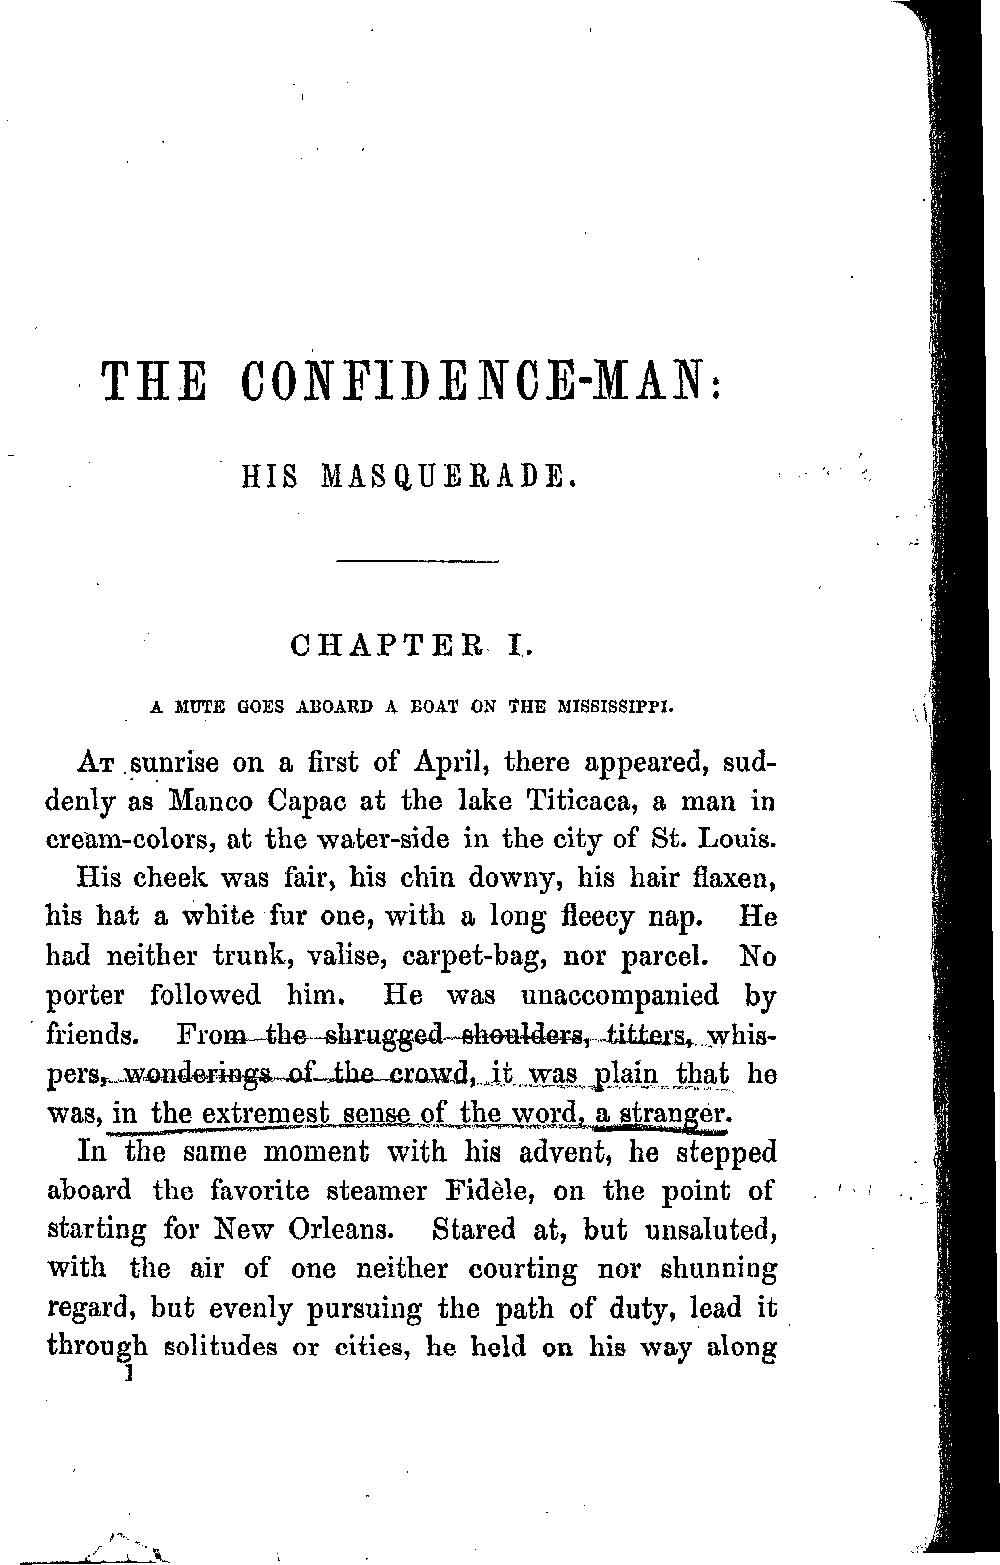 THE CONFIDENCE-MAN:
HIS MASQUERADE.
CHAPTER I.
A MUTE GOES ABOARD A BOAT ON THE MISSISSIPPI.
AT sunrise on a first of April, there appeared, sud-
denly as Manco Capac at the lake Titicaca, a man in
cream-colors, at the water-side in the city of St. Louis.
His cheek was fair, his chin downy, his hair flaxen,
his hat a white fur one, with a long fleecy nap. He
had neither trunk, valise, carpet-bag, nor parcel. No
porter followed him. He was unaccompanied by
friends. From the shrugged shoulders, titters, whis-
pers, wonderings of the crowd, it was plain that he
was, in the extremest sense of the word, a stranger.
In the same moment with his advent, he stepped
aboard the favorite steamer Fidèle, on the point of
starting for New Orleans. Stared at, but unsaluted,
with the air of one neither courting nor shunning
regard, but evenly pursuing the path of duty, lead it
through solitudes or cities, he held on his way along
1